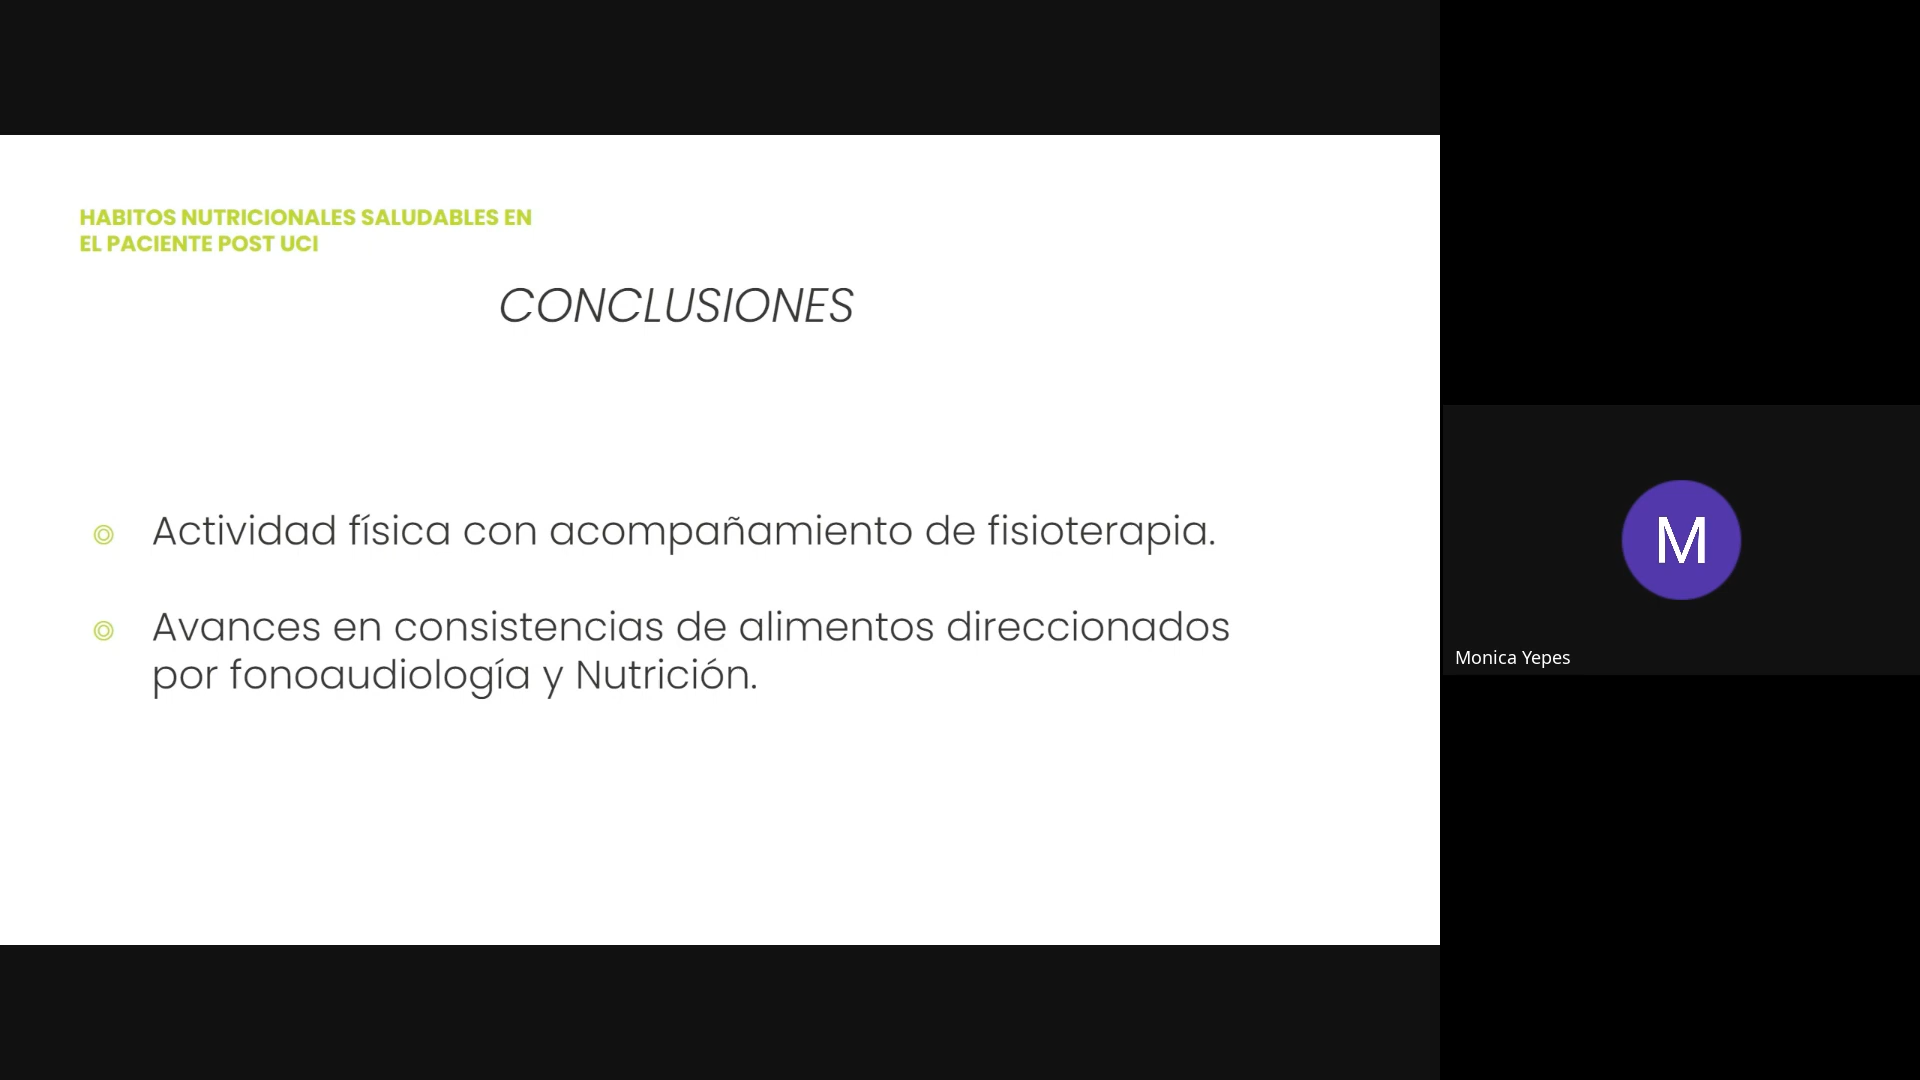 HABITOS NUTRICIONALES SALUDABLES EN
EL PACIENTE POST UCI
CONCLUSIONES
Actividad física con acompañamiento de fisioterapia.
Avances en consistencias de alimentos direccionados
por fonoaudiología y Nutrición.
M
Monica Yepes